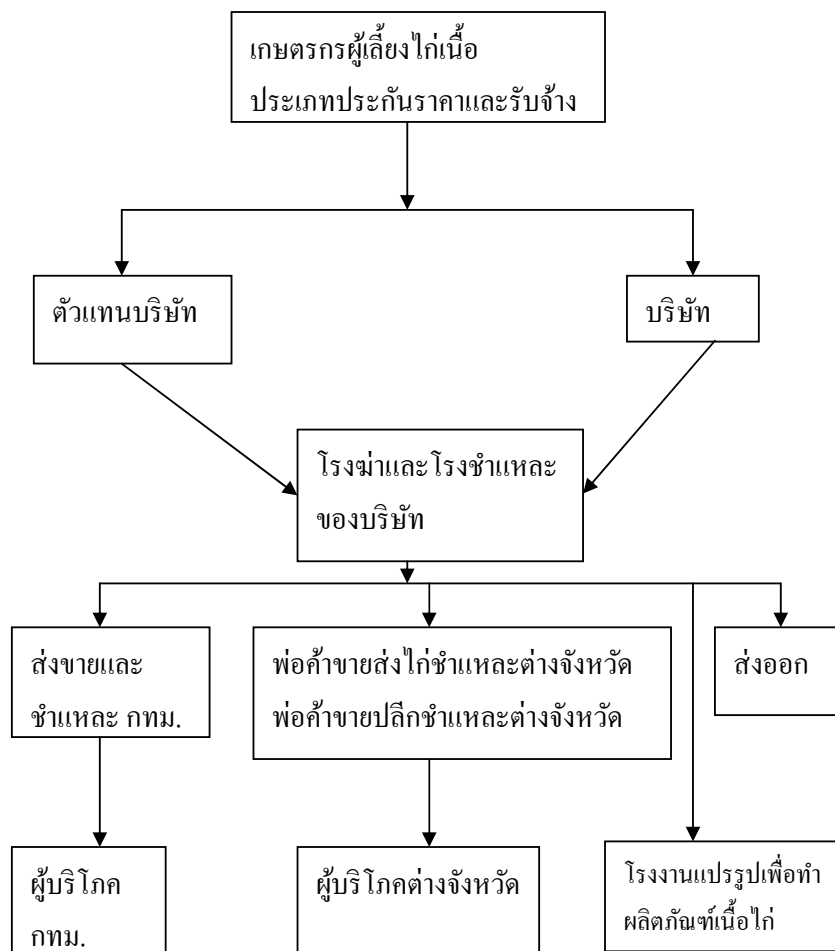 เกษตรกรผู้เลี้ยงไก่เนื้อ
ประเภทประกันราคาและรับจ้าง
ตัวแทนบริษัท
บริษัท
โรงฆ่าและโรงชำแหละ
ของบริษัท
ส่งขายและ
ชำแหละ กทม.
พ่อค้าขายส่งไก่ชำแหละต่างจังหวัด
พ่อค้าขายปลีกชำแหละต่างจังหวัด
ส่งออก
ผู้บริโภค
กทม.
ผู้บริโภคต่างจังหวัด
โรงงานแปรรูปเพื่อทำ
ผลิตภัณฑ์เนื้อไก่